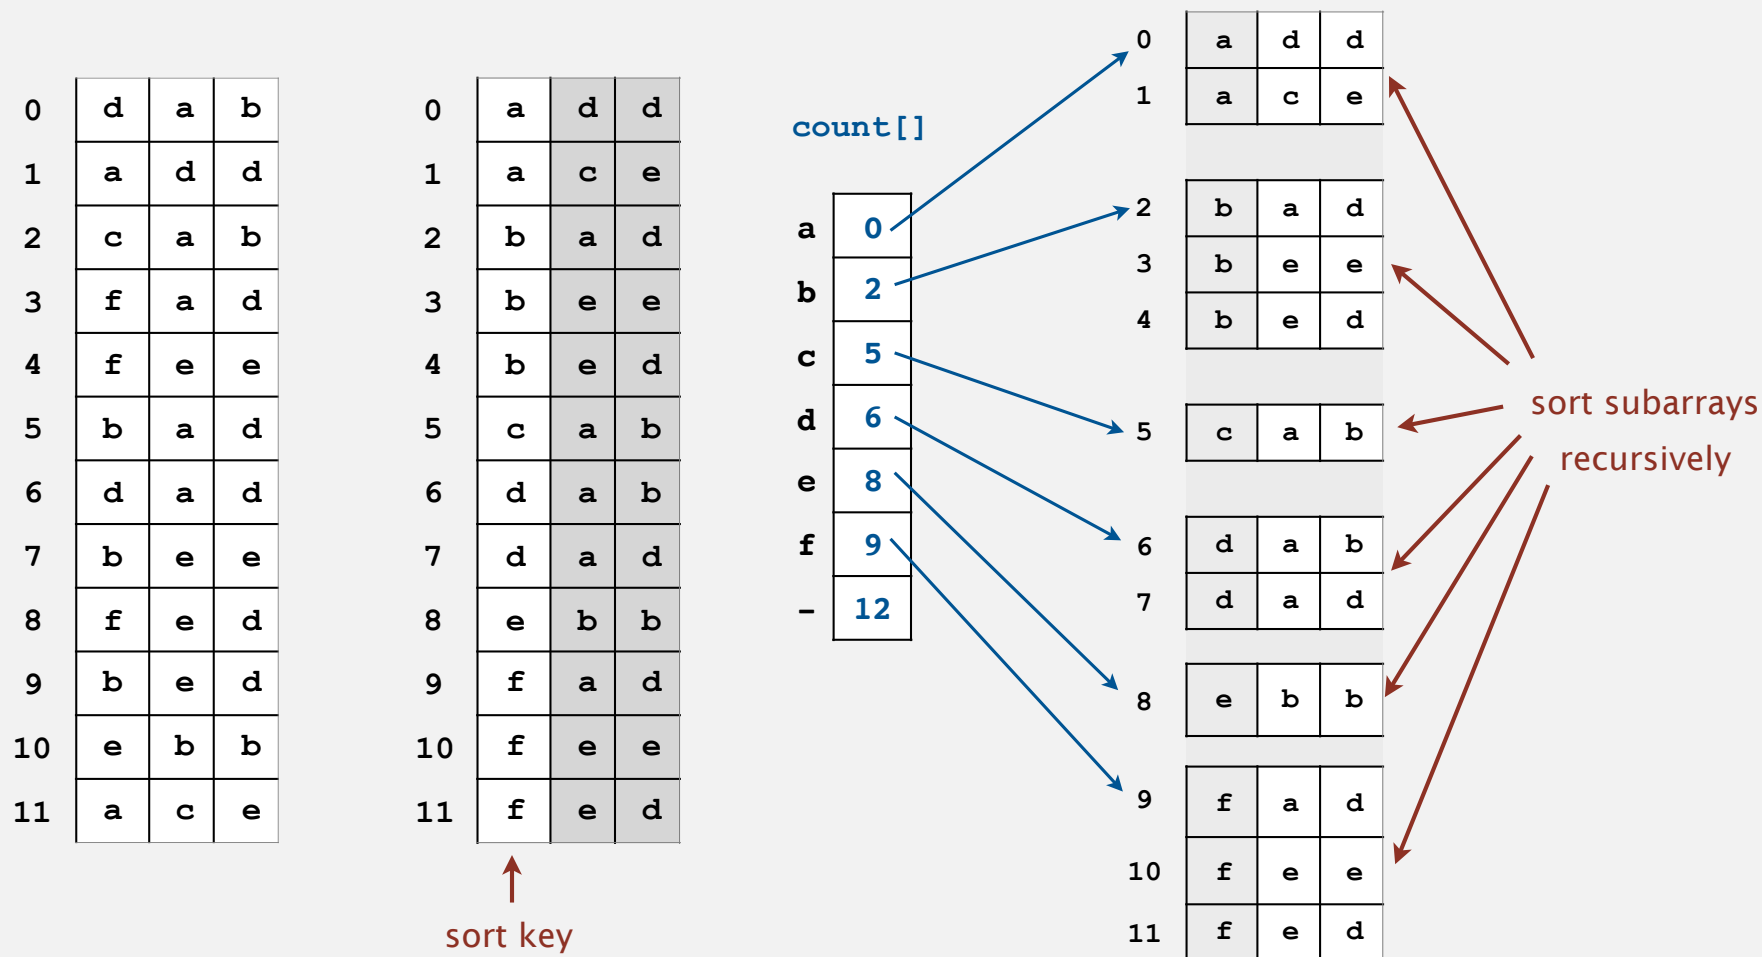 0 d a b
1 a d d
2 c a b
3 f a d
4 f e e
5 b a d
6 d a d
7 b e e
8 f e d
9 b e d
10 e b b
11 a c e
0 a d d
1 a c e
2 b a d
3 b e e
4 b e d
5 c a b
6 d a b
7 d a d
8 e b b
9 f a d
10 f e e
11 f e d
sort key
count[]
a 0
b 2
c 5
d 6
e 8
f 9
- 12
0 a d d
1 a c e
2 b a d
3 b e e
4 b e d
5 c a b
6 d a b
7 d a d
8 e b b
9 f a d
10 f e e
11 f e d
sort subarrays
recursively